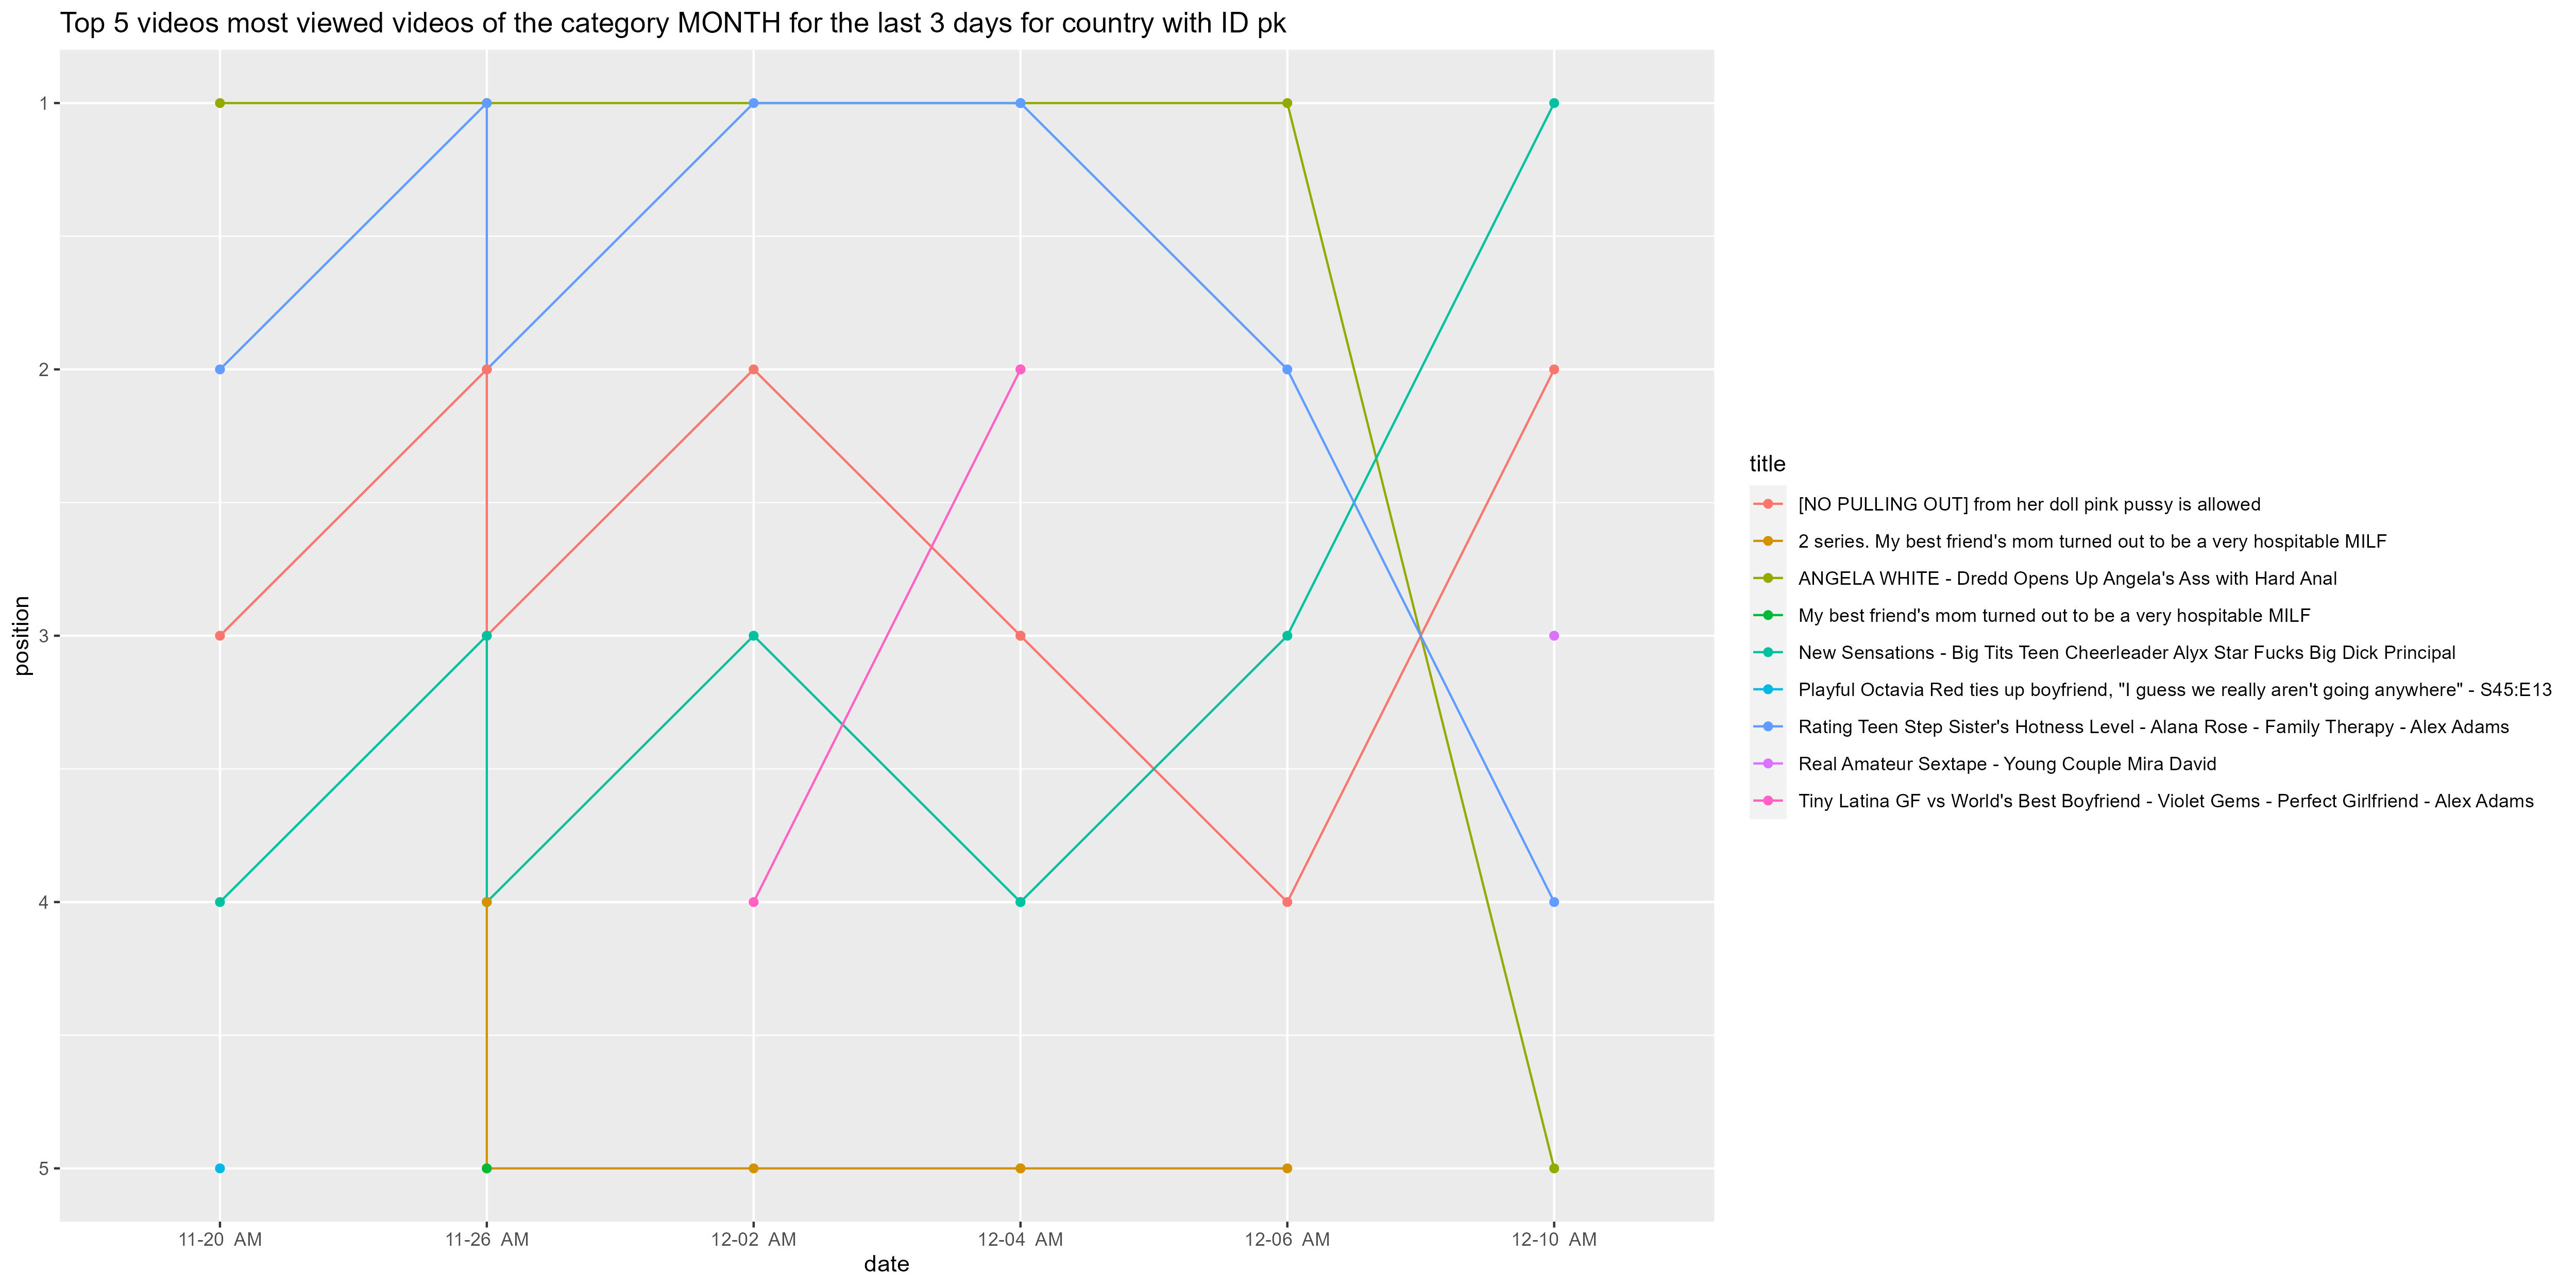 Top 5 videos most viewed videos of the category MONTH for the last 3 days for country with ID pk
position
1
2
3
4
5
11-20 AM
11-26 AM
12-02 AM
12-04 AM
12-06 AM
12-10 AM
date
title
[NO PULLING OUT] from her doll pink pussy is allowed
2 series. My best friend's mom turned out to be a very hospitable MILF
ANGELA WHITE - Dredd Opens Up Angela's Ass with Hard Anal
My best friend's mom turned out to be a very hospitable MILF
New Sensations - Big Tits Teen Cheerleader Alyx Star Fucks Big Dick Principal
Playful Octavia Red ties up boyfriend, "I guess we really aren't going anywhere" - S45:E13
Rating Teen Step Sister's Hotness Level - Alana Rose - Family Therapy - Alex Adams
Real Amateur Sextape - Young Couple Mira David
Tiny Latina GF vs World's Best Boyfriend - Violet Gems - Perfect Girlfriend - Alex Adams